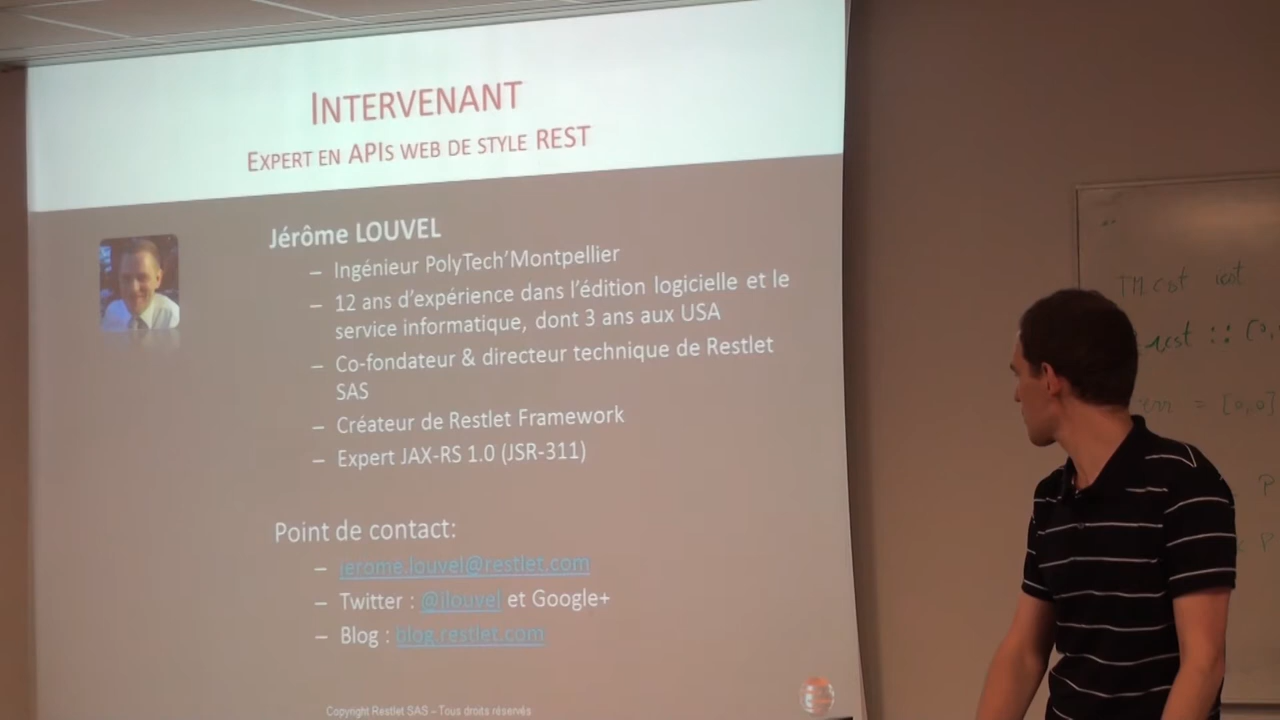 INTERVENANT
EXPERT EN APIS WEB DE STYLE REST
Jérôme LOUVEL
– Ingénieur PolyTech'Montpellier
– 12 ans d'expérience dans l'édition logicielle et le
service informatique, dont 3 ans aux USA
– Co-fondateur & directeur technique de Restlet
SAS
– Créateur de Restlet Framework
– Expert JAX-RS 1.0 (JSR-311)
Point de contact:
– jerome.louvel@restlet.com
– Twitter : @jlouvel et Google+
– Blog : blog.restlet.com
Copyright Restlet SAS – Tous droits réservés